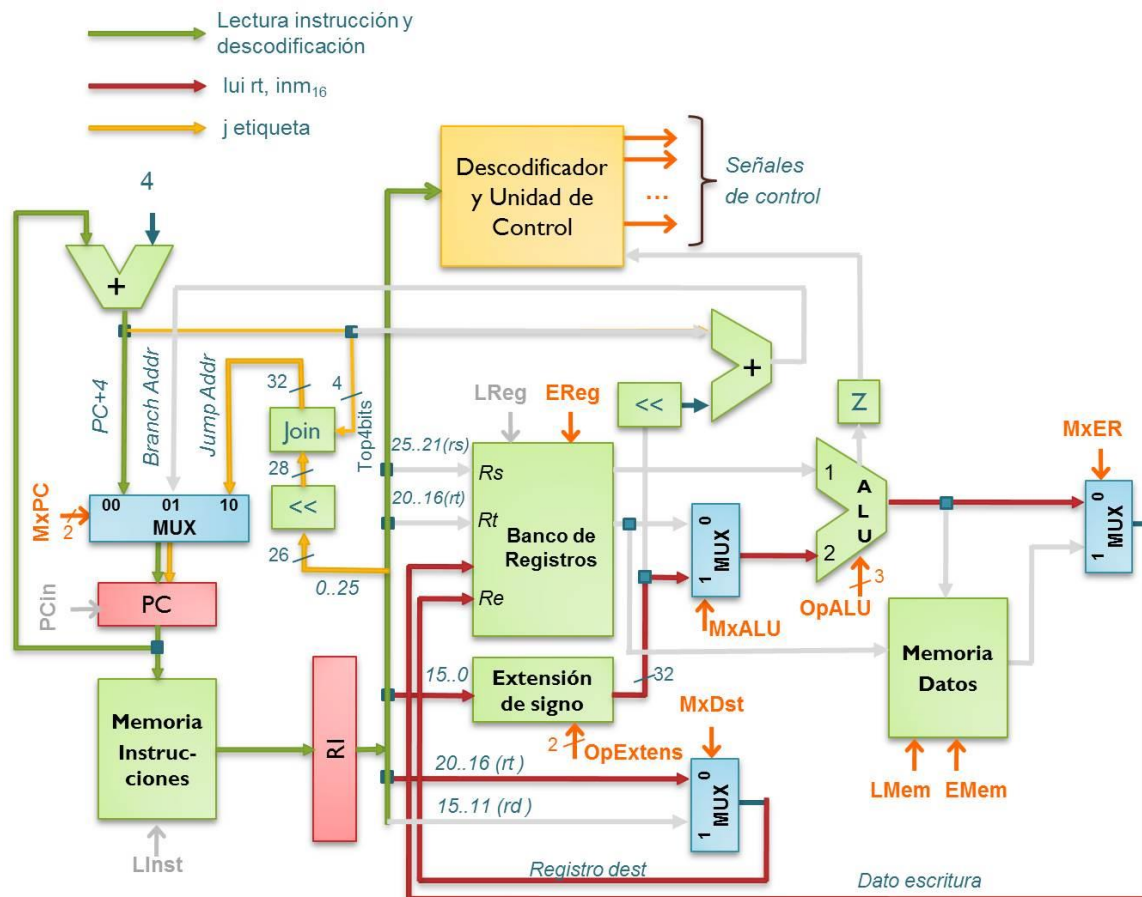 Lectura instrucción y
descodificación
lui rt, inm16
j etiqueta
4
+
Descodificador
y Unidad de
Control
...
Señales
de control
PC+4
Branch Addr
Jump Addr
32
4
Join
Top4bits
28
<<
26
0..25
MxPC
2
00
01
10
MUX
PCin
PC
Memoria
Instruc-
ciones
LInst
RI
LReg
EReg
<<
+
Z
25..21(rs)
Rs
20..16(rt)
Rt
Banco de
Registros
Re
0
MUX
1
MxALU
1
2
ALU
OpALU
3
MxER
0
MUX
1
15..0
Extensión
de signo
32
2
OpExtens
MxDst
20..16 (rt )
15..11 (rd )
0
MUX
1
Memoria
Datos
LMem
EMem
Registro dest
Dato escritura